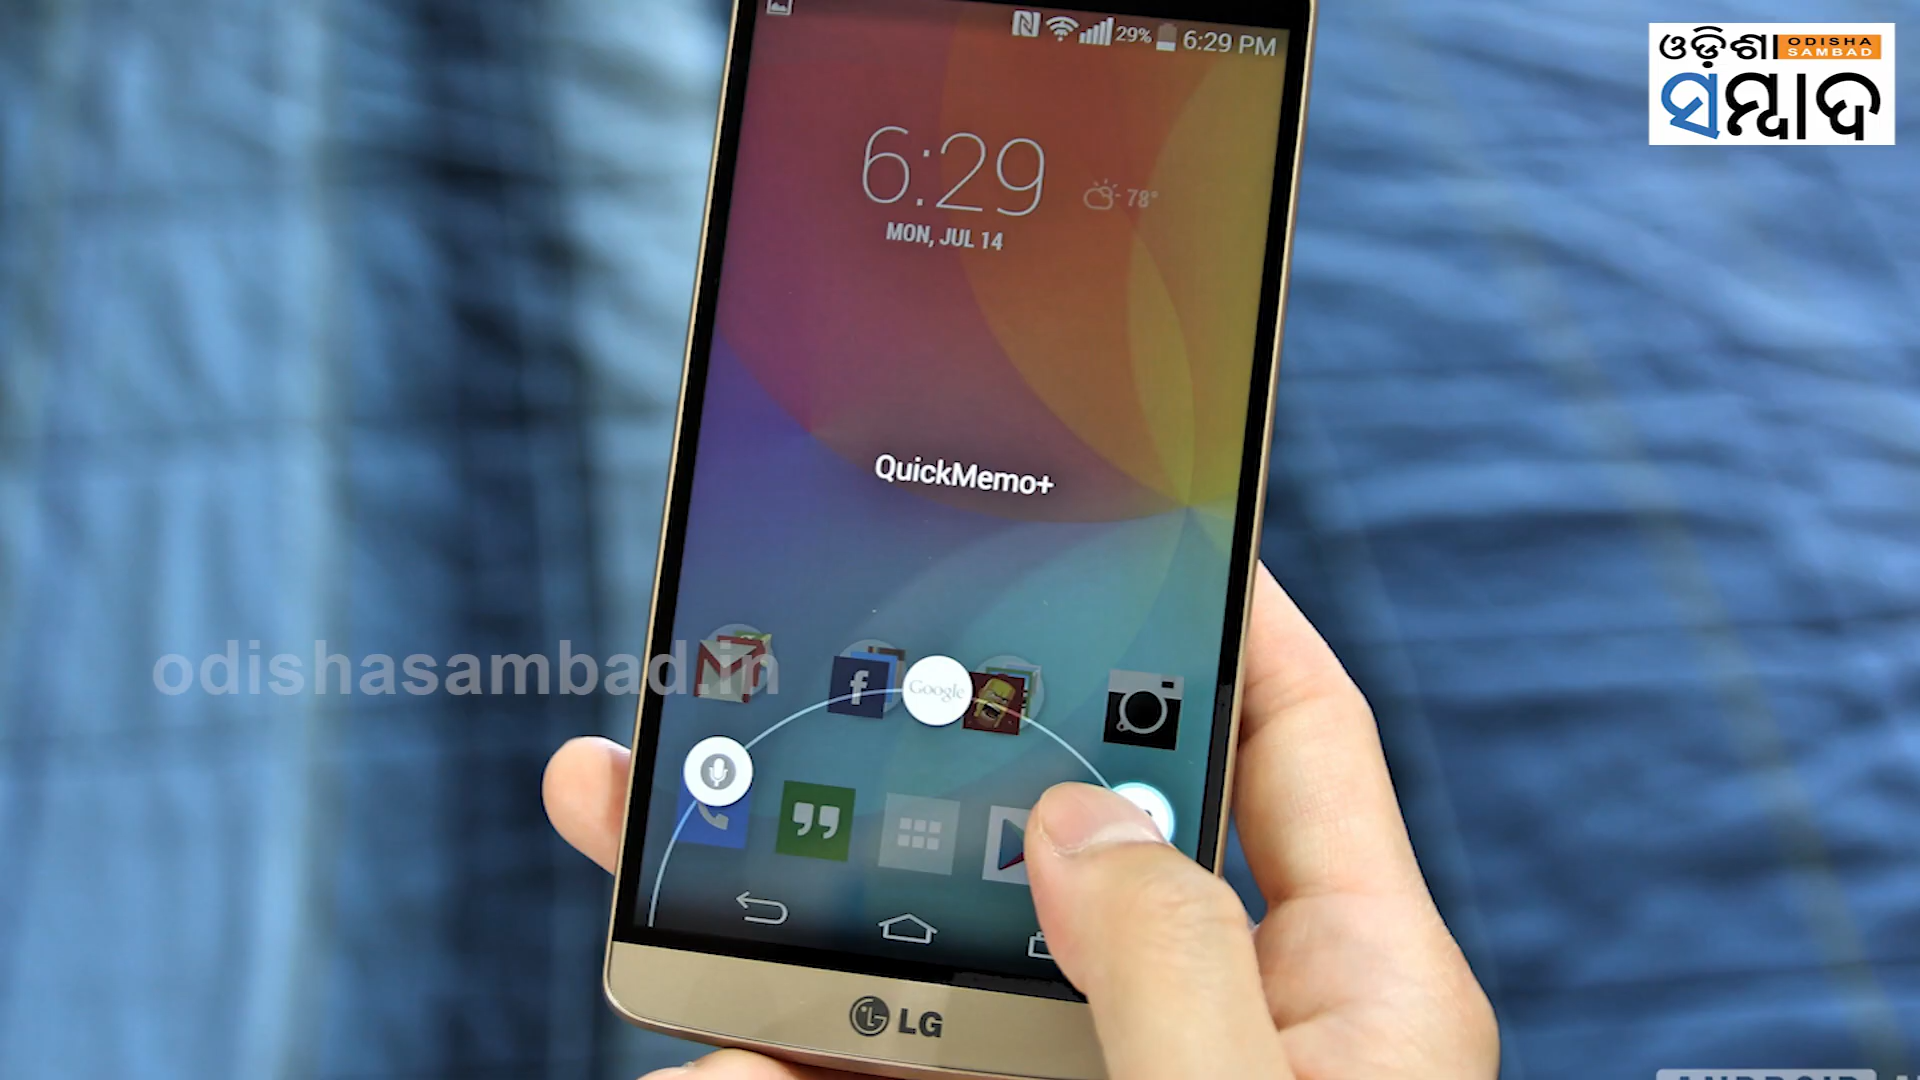 29% 6:29 PM
ଓଡ଼ିଶା ODISHA SAMBAD
ସମ୍ବାଦ
6:29
78°
MON, JUL 14
QuickMemo+
odishasambad.in
f
Google
LG